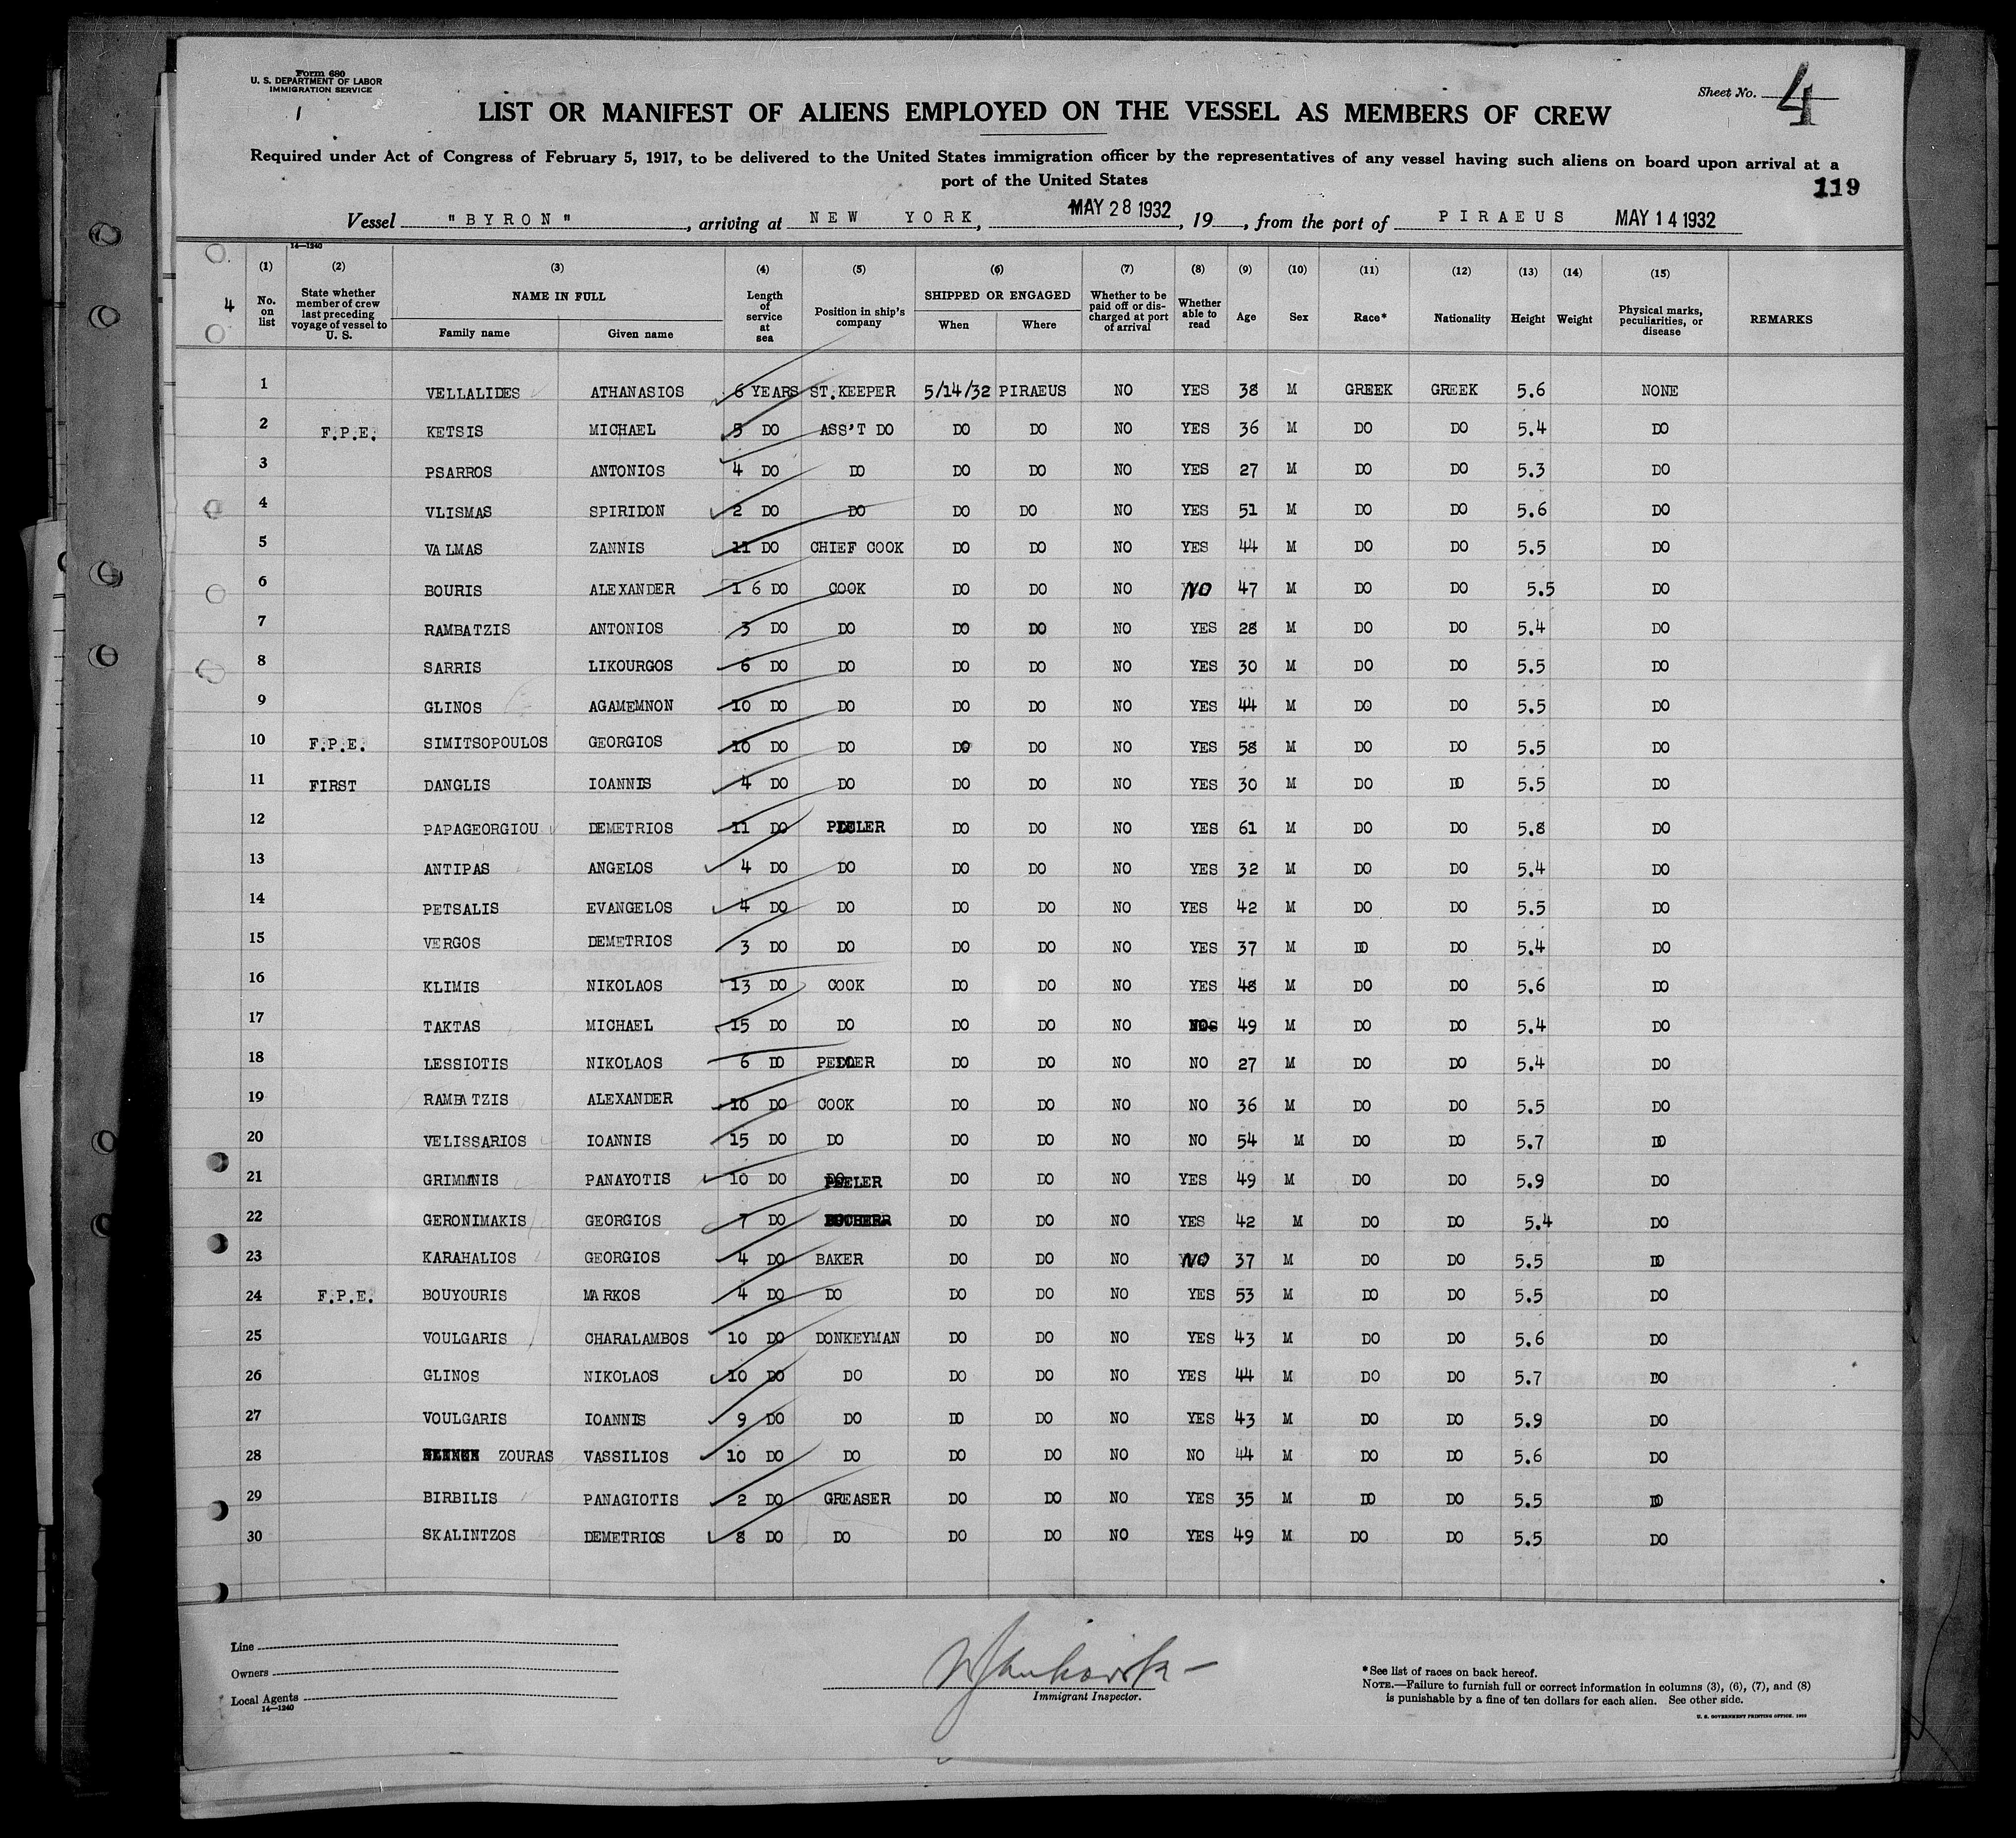 Form 680
U. S. DEPARTMENT OF LABOR
IMMIGRATION SERVICE
1
Sheet No. 4
LIST OR MANIFEST OF ALIENS EMPLOYED ON THE VESSEL AS MEMBERS OF CREW
Required under Act of Congress of February 5, 1917, to be delivered to the United States immigration officer by the representatives of any vessel having such aliens on board upon arrival at a
port of the United States
119
Vessel "BYRON", arriving at NEW YORK, MAY 28 1932, 19, from the port of PIRAEUS MAY 14 1932
14—1240
4
(1) (2) (3) (4) (5) (6) (7) (8) (9) (10) (11) (12) (13) (14) (15)
No. on list State whether member of crew last preceding voyage of vessel to U. S. NAME IN FULL Family name Given name Length of service at sea Position in ship's company SHIPPED OR ENGAGED When Where Whether to be paid off or discharged at port of arrival Whether able to read Age Sex Race* Nationality Height Weight Physical marks, peculiarities, or disease REMARKS
1 VELLALIDES ATHANASIOS 6 YEARS ST.KEEPER 5/14/32 PIRAEUS NO YES 38 M GREEK GREEK 5.6 NONE
2 F.P.E. KETSIS MICHAEL 5 DO ASS'T DO DO DO NO YES 36 M DO DO 5.4 DO
3 PSARROS ANTONIOS 4 DO DO DO DO NO YES 27 M DO DO 5.3 DO
4 VLISMAS SPIRIDON 2 DO DO DO DO NO YES 51 M DO DO 5.6 DO
5 VALMAS ZANNIS 11 DO CHIEF COOK DO DO NO YES 44 M DO DO 5.5 DO
6 BOURIS ALEXANDER 1 6 DO COOK DO DO NO NO 47 M DO DO 5.5 DO
7 RAMBATZIS ANTONIOS 3 DO DO DO DO NO YES 28 M DO DO 5.4 DO
8 SARRIS LIKOURGOS 6 DO DO DO DO NO YES 30 M DO DO 5.5 DO
9 GLINOS AGAMEMNON 10 DO DO DO DO NO YES 44 M DO DO 5.5 DO
10 F.P.E. SIMITSOPOULOS GEORGIOS 10 DO DO DO DO NO YES 58 M DO DO 5.5 DO
11 FIRST DANGLIS IOANNIS 4 DO DO DO DO NO YES 30 M DO DO 5.5 DO
12 PAPAGEORGIOU DEMETRIOS 11 DO PEELER DO DO NO YES 61 M DO DO 5.8 DO
13 ANTIPAS ANGELOS 4 DO DO DO DO NO YES 32 M DO DO 5.4 DO
14 PETSALIS EVANGELOS 4 DO DO DO DO NO YES 42 M DO DO 5.5 DO
15 VERGOS DEMETRIOS 3 DO DO DO DO NO YES 37 M DO DO 5.4 DO
16 KLIMIS NIKOLAOS 13 DO COOK DO DO NO YES 48 M DO DO 5.6 DO
17 TAKTAS MICHAEL 15 DO DO DO DO NO 49 M DO DO 5.4 DO
18 LESSIOTIS NIKOLAOS 6 DO PEELER DO DO NO NO 27 M DO DO 5.4 DO
19 RAMBATZIS ALEXANDER 10 DO COOK DO DO NO NO 36 M DO DO 5.5 DO
20 VELISSARIOS IOANNIS 15 DO DO DO DO NO NO 54 M DO DO 5.7 DO
21 GRIMMNIS PANAYOTIS 10 DO PEELER DO DO NO YES 49 M DO DO 5.9 DO
22 GERONIMAKIS GEORGIOS 7 DO DO DO NO YES 42 M DO DO 5.4 DO
23 KARAHALIOS GEORGIOS 4 DO BAKER DO DO NO NO 37 M DO DO 5.5 DO
24 F.P.E. BOUYOURIS MARKOS 4 DO DO DO DO NO YES 53 M DO DO 5.5 DO
25 VOULGARIS CHARALAMBOS 10 DO DONKEYMAN DO DO NO YES 43 M DO DO 5.6 DO
26 GLINOS NIKOLAOS 10 DO DO DO DO NO YES 44 M DO DO 5.7 DO
27 VOULGARIS IOANNIS 9 DO DO DO DO NO YES 43 M DO DO 5.9 DO
28 ZOURAS VASSILIOS 10 DO DO DO DO NO NO 44 M DO DO 5.6 DO
29 BIRBILIS PANAGIOTIS 2 DO GREASER DO DO NO YES 35 M DO DO 5.5 DO
30 SKALINTZOS DEMETRIOS 8 DO DO DO DO NO YES 49 M DO DO 5.5 DO
Line
Owners
Local Agents
14—1240
Immigrant Inspector.
*See list of races on back hereof.
NOTE.—Failure to furnish full or correct information in columns (3), (6), (7), and (8)
is punishable by a fine of ten dollars for each alien. See other side.
U. S. GOVERNMENT PRINTING OFFICE.